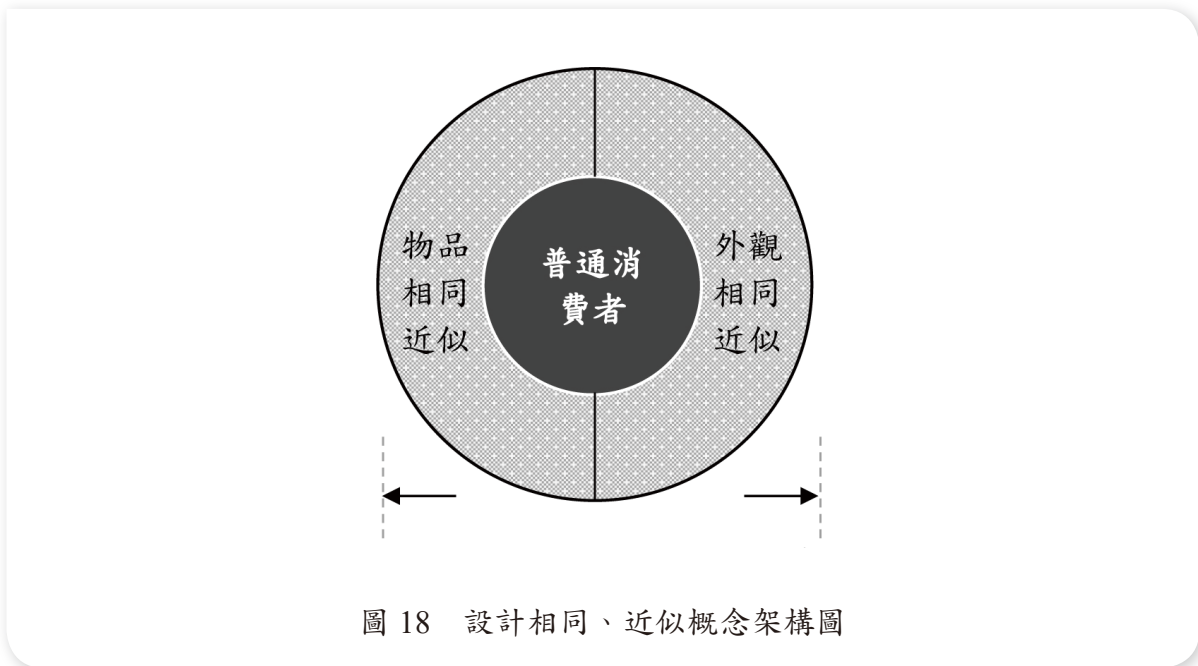 物品
相同
近似
普通消
費者
外觀
相同
近似
圖 18　設計相同、近似概念架構圖